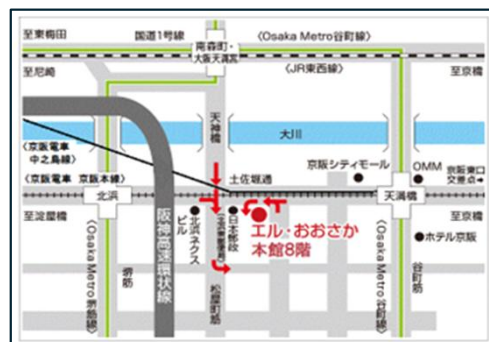 至東梅田
国道1号線
南森町・
大阪天満宮
〈Osaka Metro谷町線〉
至尼崎
〈JR東西線〉
至京橋
天神橋
大川
〈京阪電車
中之島線〉
京阪シティモール
OMM
京阪東口
交差点→
〈京阪電車 京阪本線〉
土佐堀通
北浜
天満橋
至淀屋橋
至京橋
北浜ネクス
ビル
日本郵政
エル・おおさか
本館8階
ホテル京阪
阪神高速環状線
〈Osaka Metro堺筋線〉
堺筋
松屋町筋
〈Osaka Metro谷町線〉
谷町筋